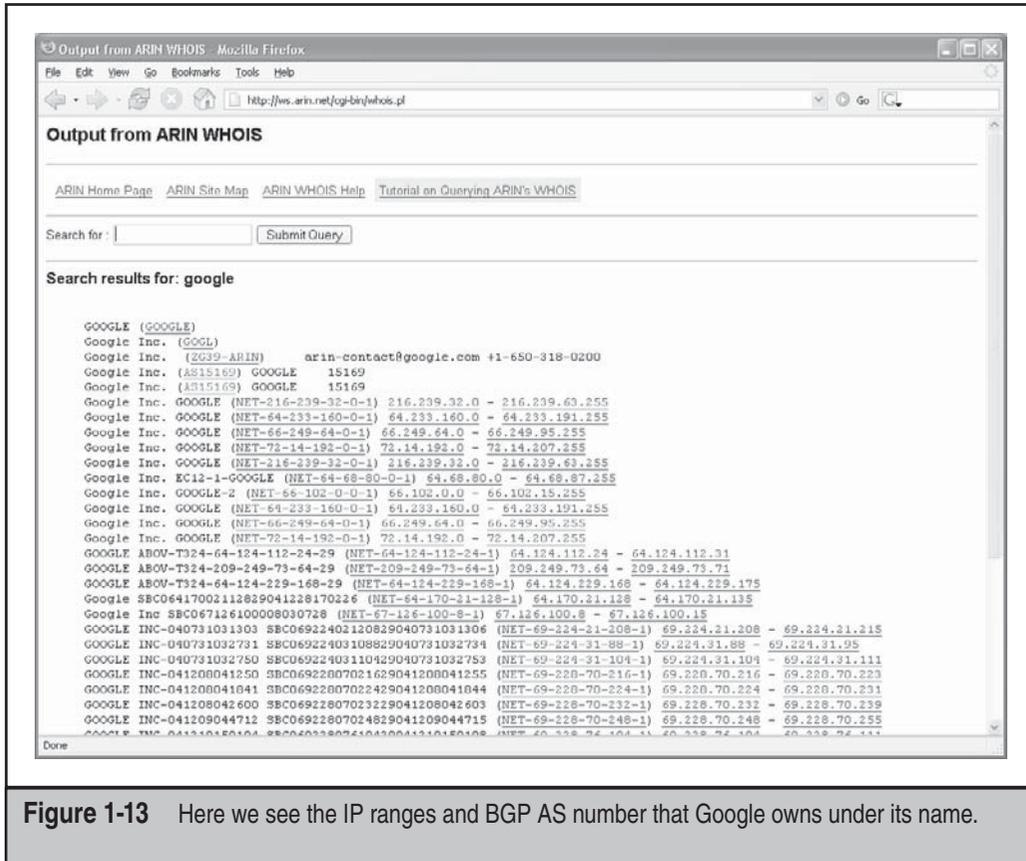 Output from ARIN WHOIS - Mozilla Firefox
File Edit View Go Bookmarks Tools Help
http://ws.arin.net/cgi-bin/whois.pl Go
Output from ARIN WHOIS
ARIN Home Page ARIN Site Map ARIN WHOIS Help Tutorial on Querying ARIN's WHOIS
Search for : Submit Query
Search results for: google
GOOGLE (GOOGLE)
Google Inc. (GOGL)
Google Inc. (ZG39-ARIN) arin-contact@google.com +1-650-318-0200
Google Inc. (AS15169) GOOGLE 15169
Google Inc. (AS15169) GOOGLE 15169
Google Inc. GOOGLE (NET-216-239-32-0-1) 216.239.32.0 - 216.239.63.255
Google Inc. GOOGLE (NET-64-233-160-0-1) 64.233.160.0 - 64.233.191.255
Google Inc. GOOGLE (NET-66-249-64-0-1) 66.249.64.0 - 66.249.95.255
Google Inc. GOOGLE (NET-72-14-192-0-1) 72.14.192.0 - 72.14.207.255
Google Inc. GOOGLE (NET-216-239-32-0-1) 216.239.32.0 - 216.239.63.255
Google Inc. EC12-1-GOOGLE (NET-64-68-80-0-1) 64.68.80.0 - 64.68.87.255
Google Inc. GOOGLE-2 (NET-66-102-0-0-1) 66.102.0.0 - 66.102.15.255
Google Inc. GOOGLE (NET-64-233-160-0-1) 64.233.160.0 - 64.233.191.255
Google Inc. GOOGLE (NET-66-249-64-0-1) 66.249.64.0 - 66.249.95.255
Google Inc. GOOGLE (NET-72-14-192-0-1) 72.14.192.0 - 72.14.207.255
GOOGLE ABOV-T324-64-124-112-24-29 (NET-64-124-112-24-1) 64.124.112.24 - 64.124.112.31
GOOGLE ABOV-T324-209-249-73-64-29 (NET-209-249-73-64-1) 209.249.73.64 - 209.249.73.71
GOOGLE ABOV-T324-64-124-229-168-29 (NET-64-124-229-168-1) 64.124.229.168 - 64.124.229.175
Google SBC06417002112829041228170226 (NET-64-170-21-128-1) 64.170.21.128 - 64.170.21.135
Google Inc SBC067126100008030728 (NET-67-126-100-8-1) 67.126.100.8 - 67.126.100.15
GOOGLE INC-040731031303 SBC06922402120829040731031306 (NET-69-224-21-208-1) 69.224.21.208 - 69.224.21.215
GOOGLE INC-040731032731 SBC06922403108829040731032734 (NET-69-224-31-88-1) 69.224.31.88 - 69.224.31.95
GOOGLE INC-040731032750 SBC06922403110429040731032753 (NET-69-224-31-104-1) 69.224.31.104 - 69.224.31.111
GOOGLE INC-041208041250 SBC06922807021629041208041255 (NET-69-228-70-216-1) 69.228.70.216 - 69.228.70.223
GOOGLE INC-041208041841 SBC06922807022429041208041844 (NET-69-228-70-224-1) 69.228.70.224 - 69.228.70.231
GOOGLE INC-041208042600 SBC06922807023229041208042603 (NET-69-228-70-232-1) 69.228.70.232 - 69.228.70.239
GOOGLE INC-041209044712 SBC06922807024829041209044715 (NET-69-228-70-248-1) 69.228.70.248 - 69.228.70.255
Done
Figure 1-13 Here we see the IP ranges and BGP AS number that Google owns under its name.